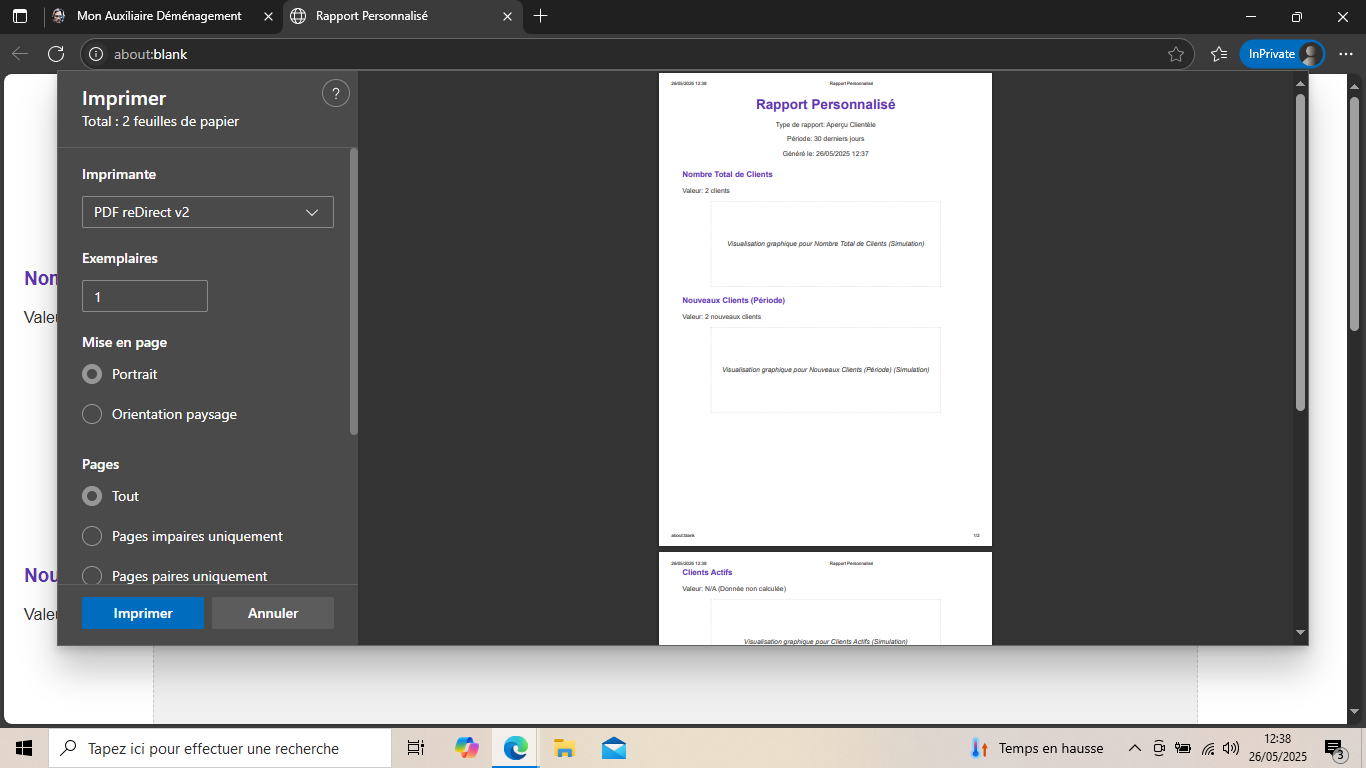 Mon Auxiliaire Déménagement
Rapport Personnalisé
about:blank
InPrivate
Imprimer
Total : 2 feuilles de papier
?
Imprimante
PDF reDirect v2
Exemplaires
1
Mise en page
Portrait
Orientation paysage
Pages
Tout
Pages impaires uniquement
Pages paires uniquement
Imprimer
Annuler
Nom
Valeu
Nou
Valeu
26/05/2025 12:38
Rapport Personnalisé
Rapport Personnalisé
Type de rapport: Aperçu Clientèle
Période: 30 derniers jours
Généré le: 26/05/2025 12:37
Nombre Total de Clients
Valeur: 2 clients
Visualisation graphique pour Nombre Total de Clients (Simulation)
Nouveaux Clients (Période)
Valeur: 2 nouveaux clients
Visualisation graphique pour Nouveaux Clients (Période) (Simulation)
about:blank
1/2
26/05/2025 12:38
Rapport Personnalisé
Clients Actifs
Valeur: N/A (Donnée non calculée)
Visualisation graphique pour Clients Actifs (Simulation)
Tapez ici pour effectuer une recherche
Temps en hausse
12:38
26/05/2025
3